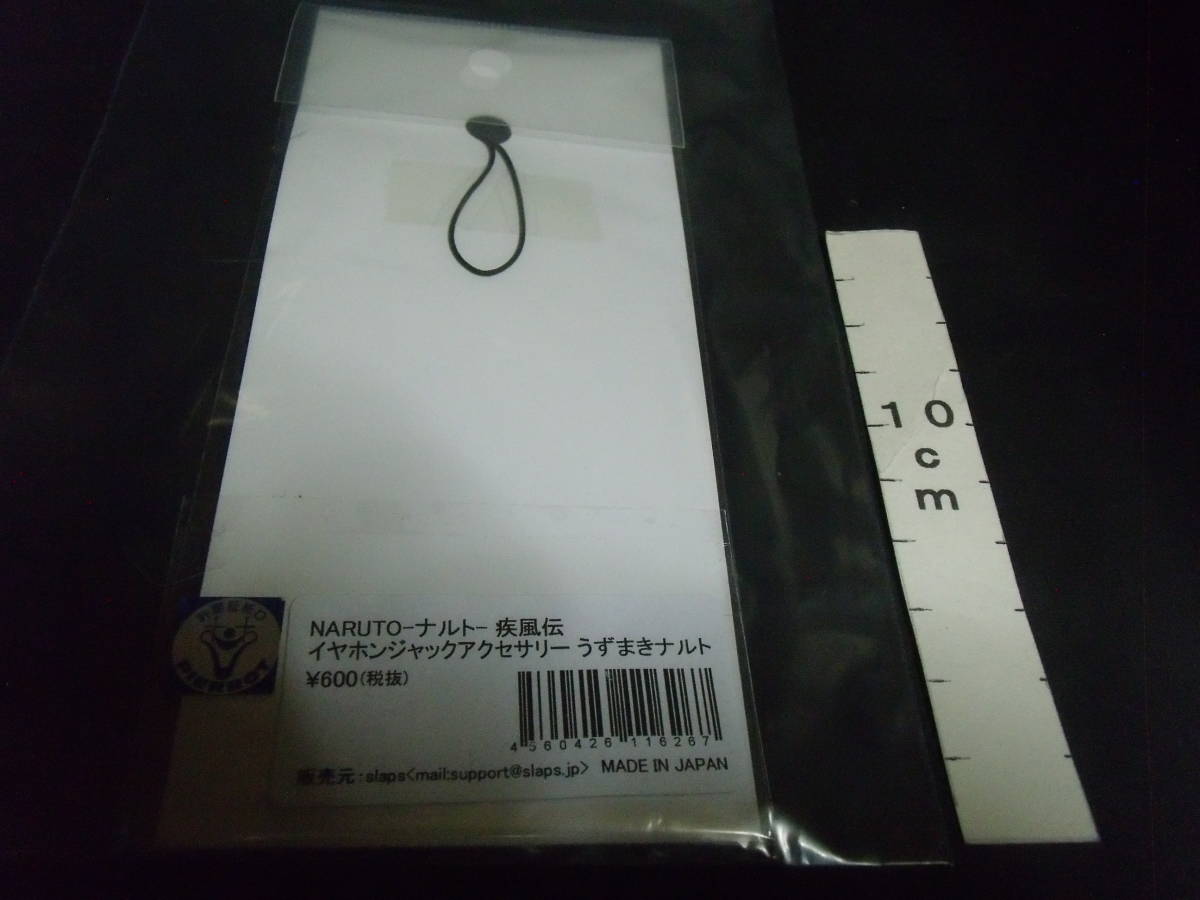 NARUTO-ナルト- 疾風伝
イヤホンジャックアクセサリー うずまきナルト
¥600(税抜)
4 560426 116267
販売元:slaps<mail:support@slaps.jp> MADE IN JAPAN
PIERROT
10
cm